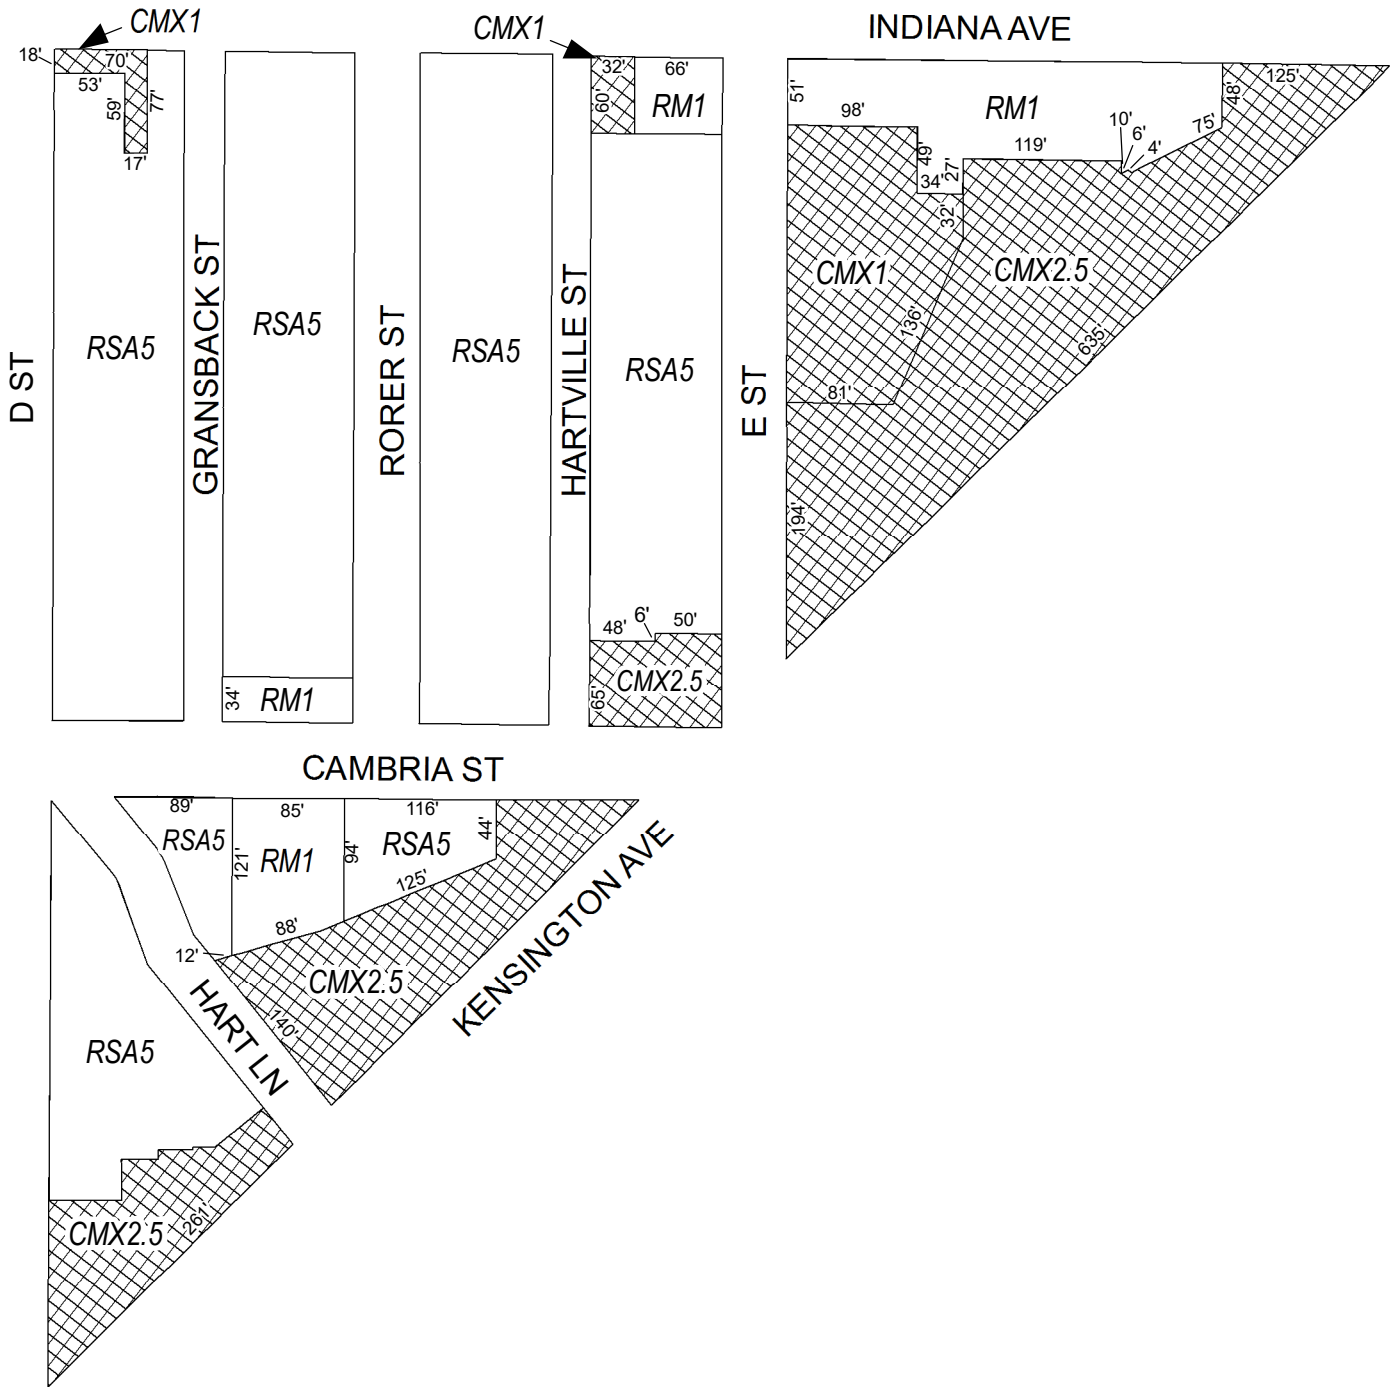 CMX1
CMX1
INDIANA AVE
18'
70'
53'
59'
77'
17'
32'
66'
60'
RM1
51'
98'
RM1
125'
48'
10'
6'
4'
75'
119'
49'
34'
27'
32'
CMX1
CMX2.5
136'
635'
81'
194'
D ST
RSA5
GRANSBACK ST
RSA5
RORER ST
RSA5
HARTVILLE ST
RSA5
E ST
34'
RM1
48'
6'
50'
65'
CMX2.5
CAMBRIA ST
89'
85'
116'
RSA5
121'
RM1
94'
RSA5
44'
125'
88'
12'
CMX2.5
140'
HART LN
KENSINGTON AVE
RSA5
CMX2.5
261'